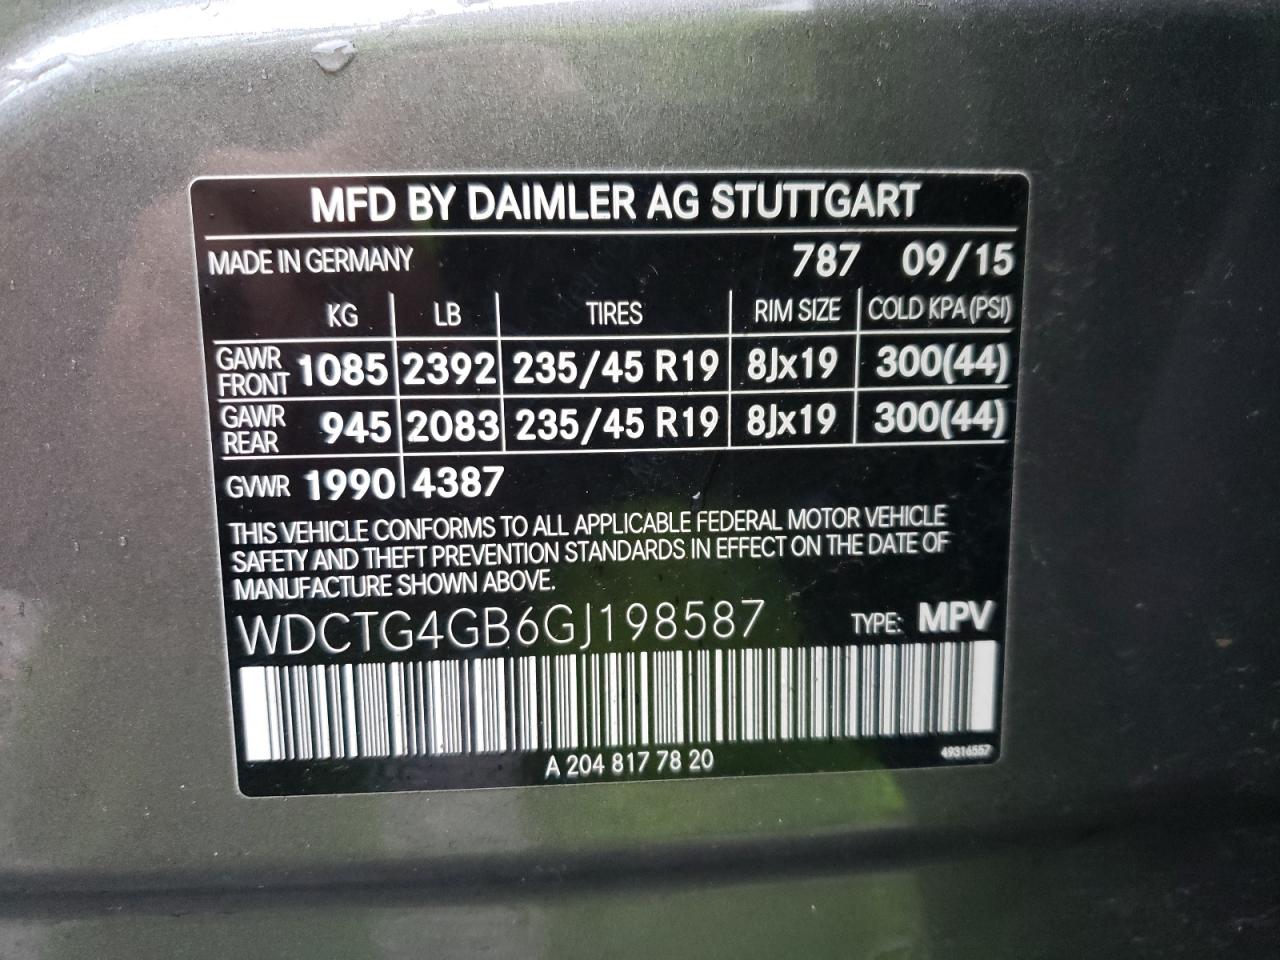 MFD BY DAIMLER AG STUTTGART
MADE IN GERMANY 787 09/15
KG LB TIRES RIM SIZE COLD KPA (PSI)
GAWR FRONT 1085 2392 235/45 R19 8Jx19 300(44)
GAWR REAR 945 2083 235/45 R19 8Jx19 300(44)
GVWR 1990 4387
THIS VEHICLE CONFORMS TO ALL APPLICABLE FEDERAL MOTOR VEHICLE
SAFETY AND THEFT PREVENTION STANDARDS IN EFFECT ON THE DATE OF
MANUFACTURE SHOWN ABOVE.
WDCTG4GB6GJ198587 TYPE: MPV
A 204 817 78 20 49316557